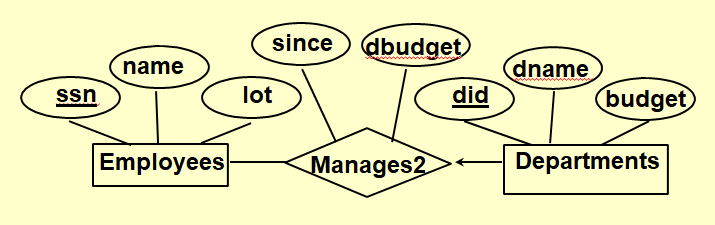 since
dbudget
name
dname
ssn
lot
did
budget
Employees
Manages2
Departments